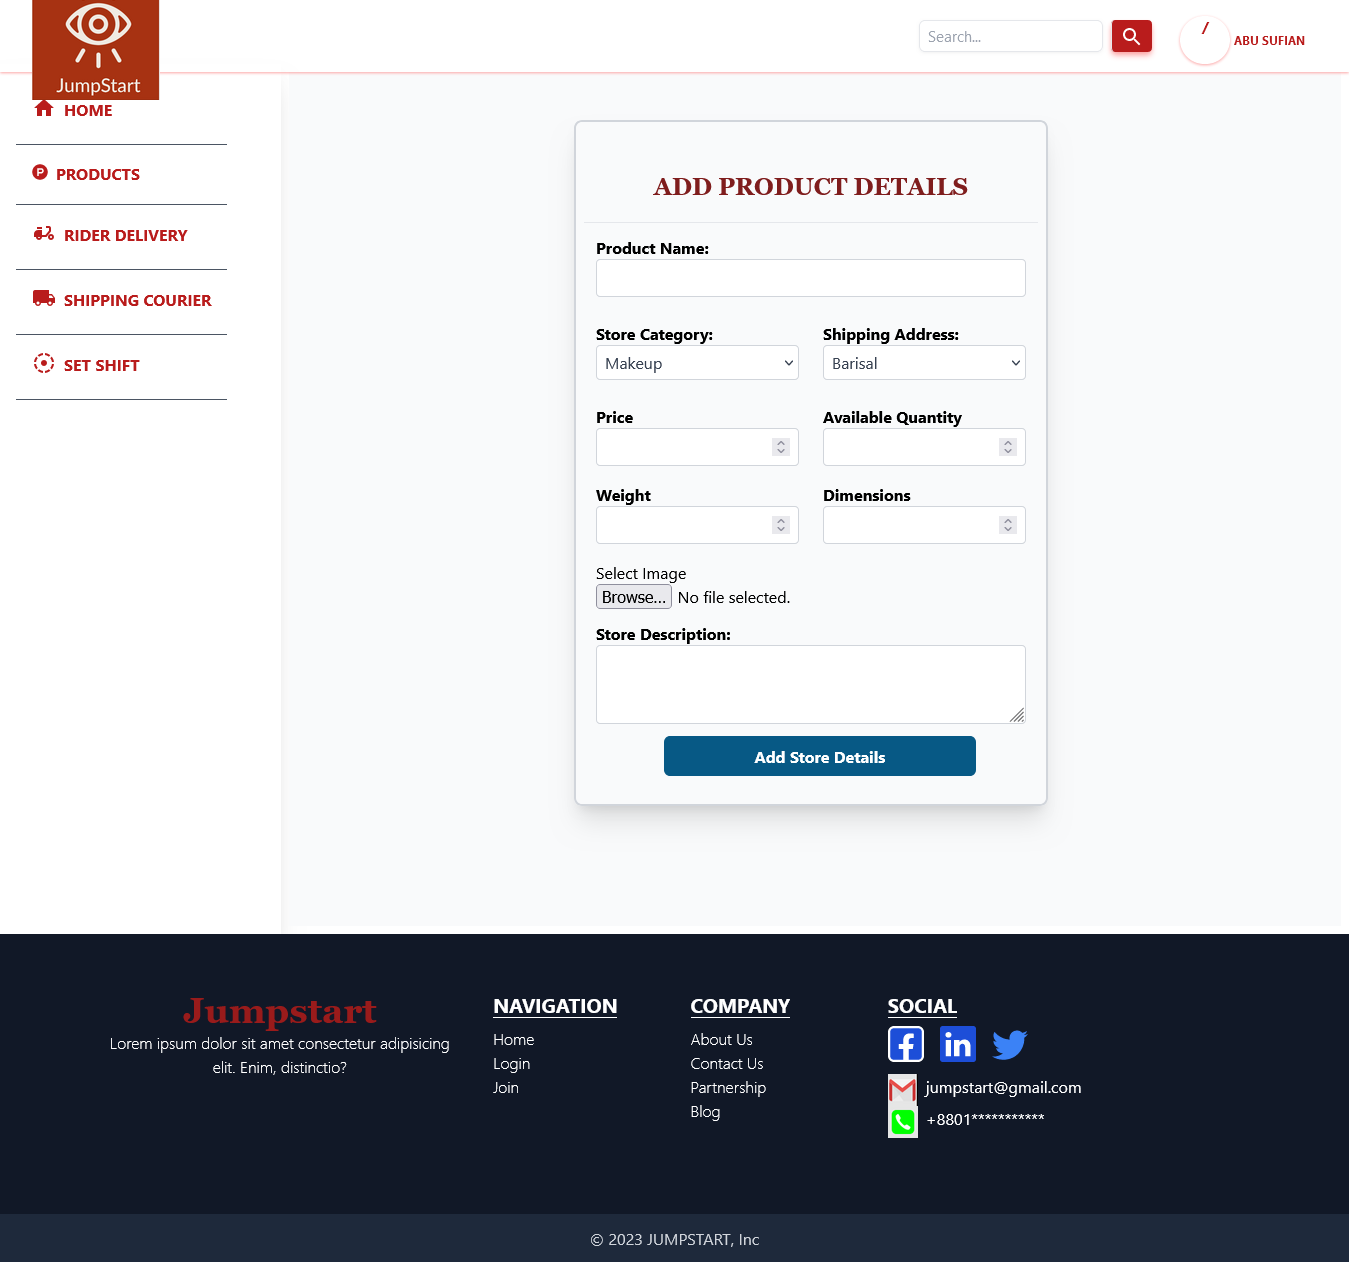 JumpStart
Search...
/
ABU SUFIAN
HOME
PRODUCTS
RIDER DELIVERY
SHIPPING COURIER
SET SHIFT
ADD PRODUCT DETAILS
Product Name:
Store Category: Shipping Address:
Makeup Barisal
Price Available Quantity
Weight Dimensions
Select Image
Browse... No file selected.
Store Description:
Add Store Details
Jumpstart
Lorem ipsum dolor sit amet consectetur adipisicing
elit. Enim, distinctio?
NAVIGATION
Home
Login
Join
COMPANY
About Us
Contact Us
Partnership
Blog
SOCIAL
jumpstart@gmail.com
+8801***********
© 2023 JUMPSTART, Inc